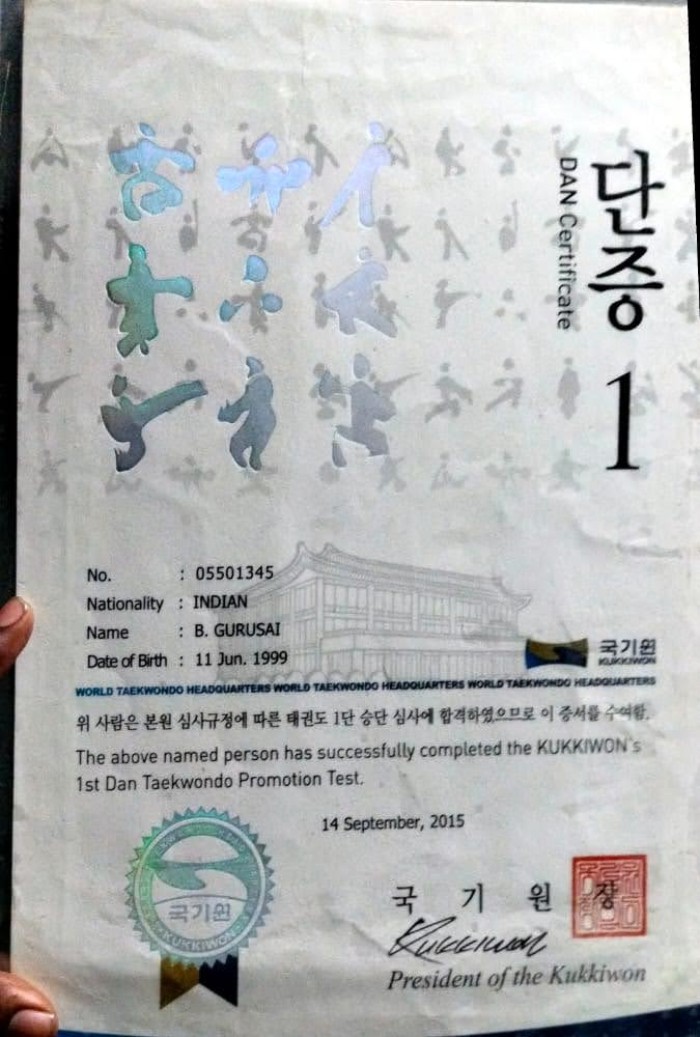 단증
DAN Certificate
1
No. : 05501345
Nationality : INDIAN
Name : B. GURUSAI
Date of Birth : 11 Jun. 1999
국기원
KUKKIWON
WORLD TAEKWONDO HEADQUARTERS WORLD TAEKWONDO HEADQUARTERS WORLD TAEKWONDO HEADQUARTERS
위 사람은 본원 심사규정에 따른 태권도 1단 승단 심사에 합격하였으므로 이 증서를 수여함.
The above named person has successfully completed the KUKKIWON's
1st Dan Taekwondo Promotion Test.
14 September, 2015
국기원
KUKKIWON
국 기 원 장
Kukkiwon
President of the Kukkiwon